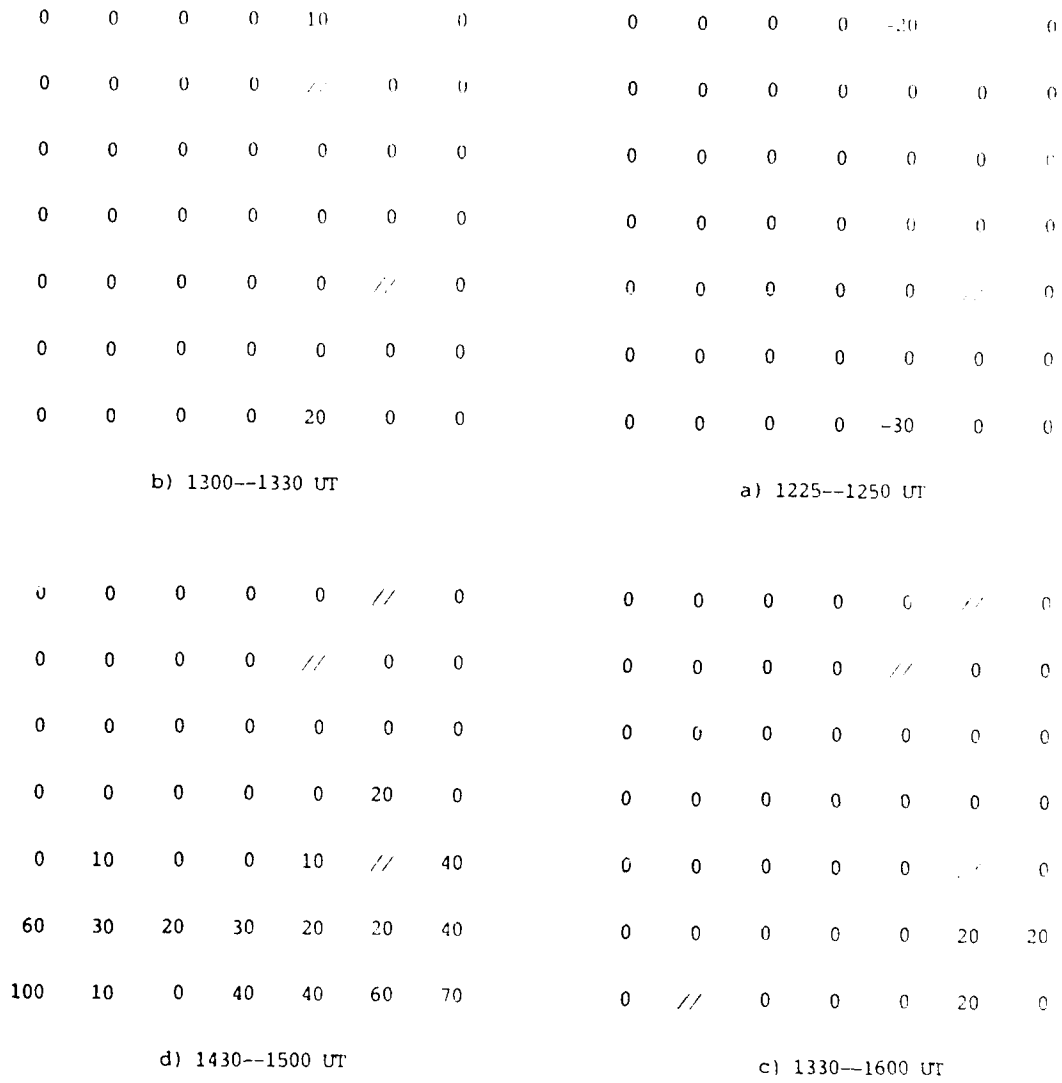 0 0 0 0 10 0
0 0 0 0 // 0 0
0 0 0 0 0 0 0
0 0 0 0 0 0 0
0 0 0 0 0 // 0
0 0 0 0 0 0 0
0 0 0 0 20 0 0
b) 1300--1330 UT
0 0 0 0 0
0 0 0 0 0 0 0
0 0 0 0 0 0
0 0 0 0 0 0 0
0 0 0 0 0 // 0
0 0 0 0 0 0 0
0 0 0 0 -30 0 0
a) 1225--1250 UT
0 0 0 0 0 // 0
0 0 0 0 // 0 0
0 0 0 0 0 0 0
0 0 0 0 0 20 0
0 10 0 0 10 // 40
60 30 20 30 20 20 40
100 10 0 40 40 60 70
d) 1430--1500 UT
0 0 0 0 0 // 0
0 0 0 0 // 0 0
0 0 0 0 0 0 0
0 0 0 0 0 0 0
0 0 0 0 0 // 0
0 0 0 0 0 20 20
0 // 0 0 0 20 0
c) 1330--1600 UT